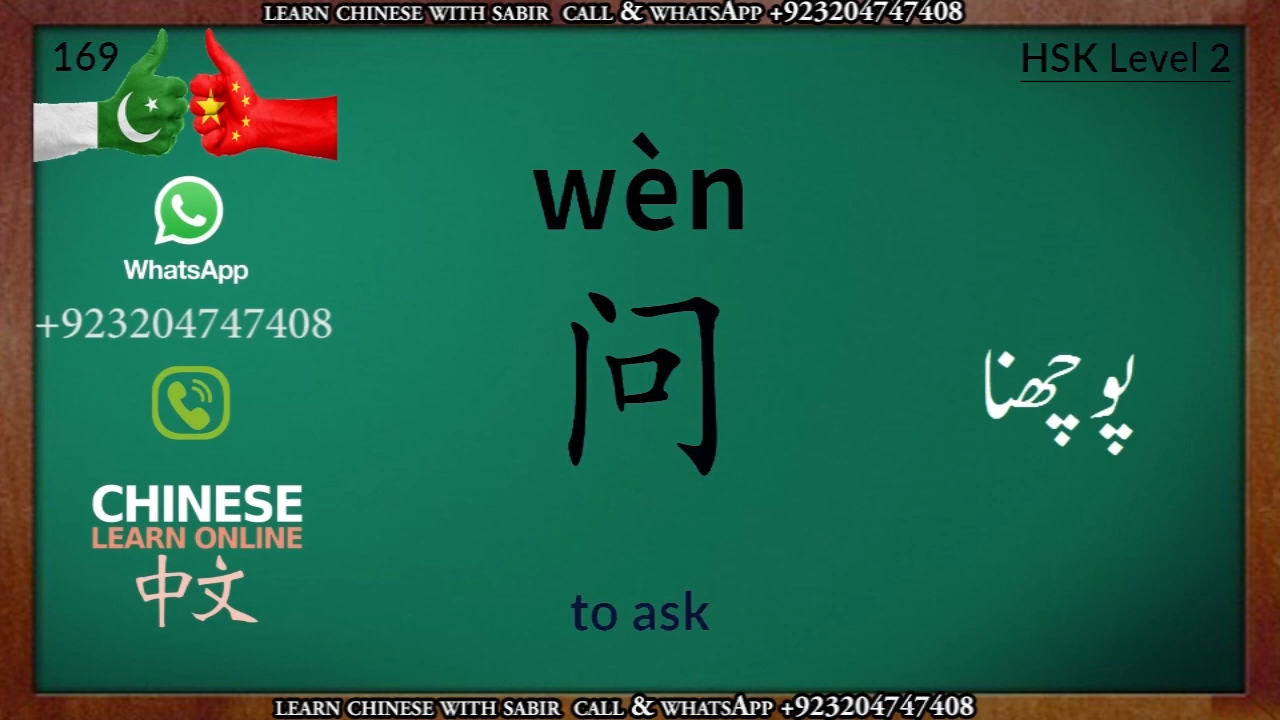 LEARN CHINESE WITH SABIR CALL & WHATSAPP +923204747408
169
HSK Level 2
WhatsApp
+923204747408
CHINESE
LEARN ONLINE
中文
wèn
问
to ask
پوچھنا
LEARN CHINESE WITH SABIR CALL & WHATSAPP +923204747408